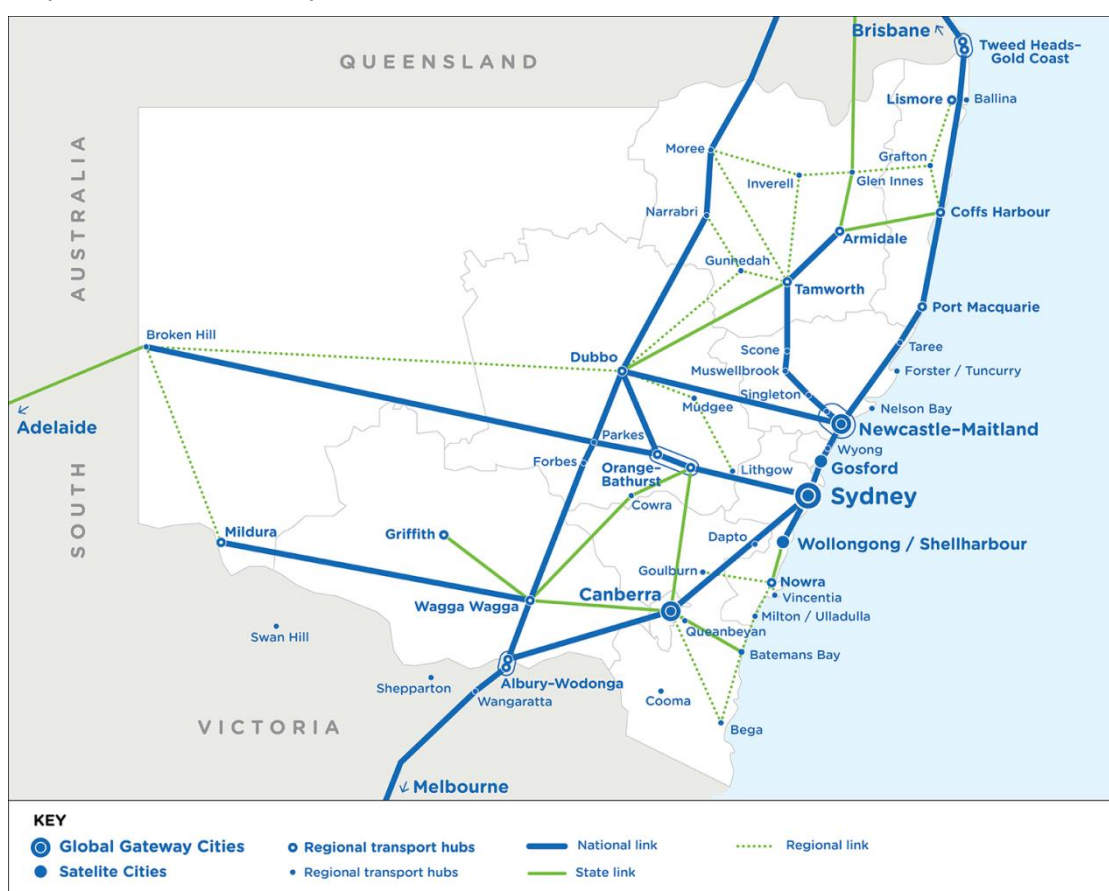 Brisbane
QUEENSLAND
Tweed Heads–
Gold Coast
Lismore
Ballina
Moree
Grafton
Inverell
Glen Innes
Narrabri
Coffs Harbour
Armidale
AUSTRALIA
Gunnedah
Tamworth
Port Macquarie
Broken Hill
Taree
Scone
Dubbo
Muswellbrook
Forster / Tuncurry
Singleton
Mudgee
Nelson Bay
Adelaide
Newcastle–Maitland
Parkes
Wyong
Forbes
Orange–
Bathurst
Lithgow
Gosford
SOUTH
Cowra
Sydney
Mildura
Griffith
Dapto
Wollongong / Shellharbour
Goulburn
Nowra
Canberra
Vincentia
Wagga Wagga
Milton / Ulladulla
Queanbeyan
Swan Hill
Batemans Bay
Shepparton
Albury–Wodonga
Wangaratta
Cooma
VICTORIA
Bega
Melbourne
KEY
Global Gateway Cities
Regional transport hubs
National link
Regional link
Satelite Cities
Regional transport hubs
State link